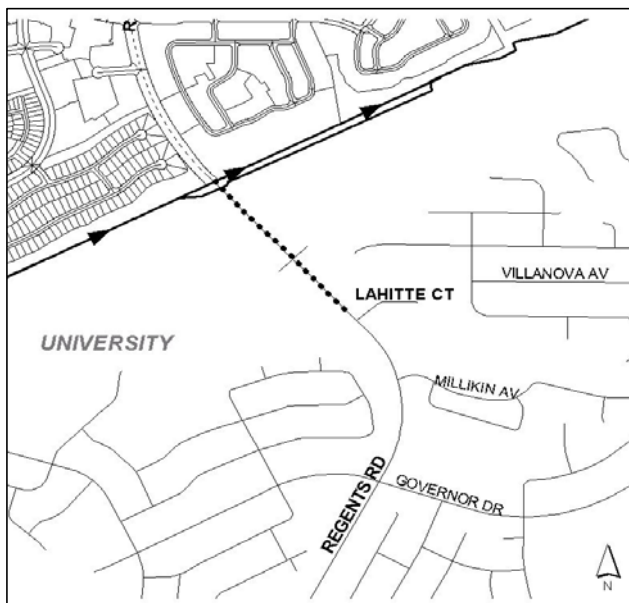 R
VILLANOVA AV
LAHITTE CT
UNIVERSITY
MILLIKIN AV
REGENTS RD
GOVERNOR DR
N